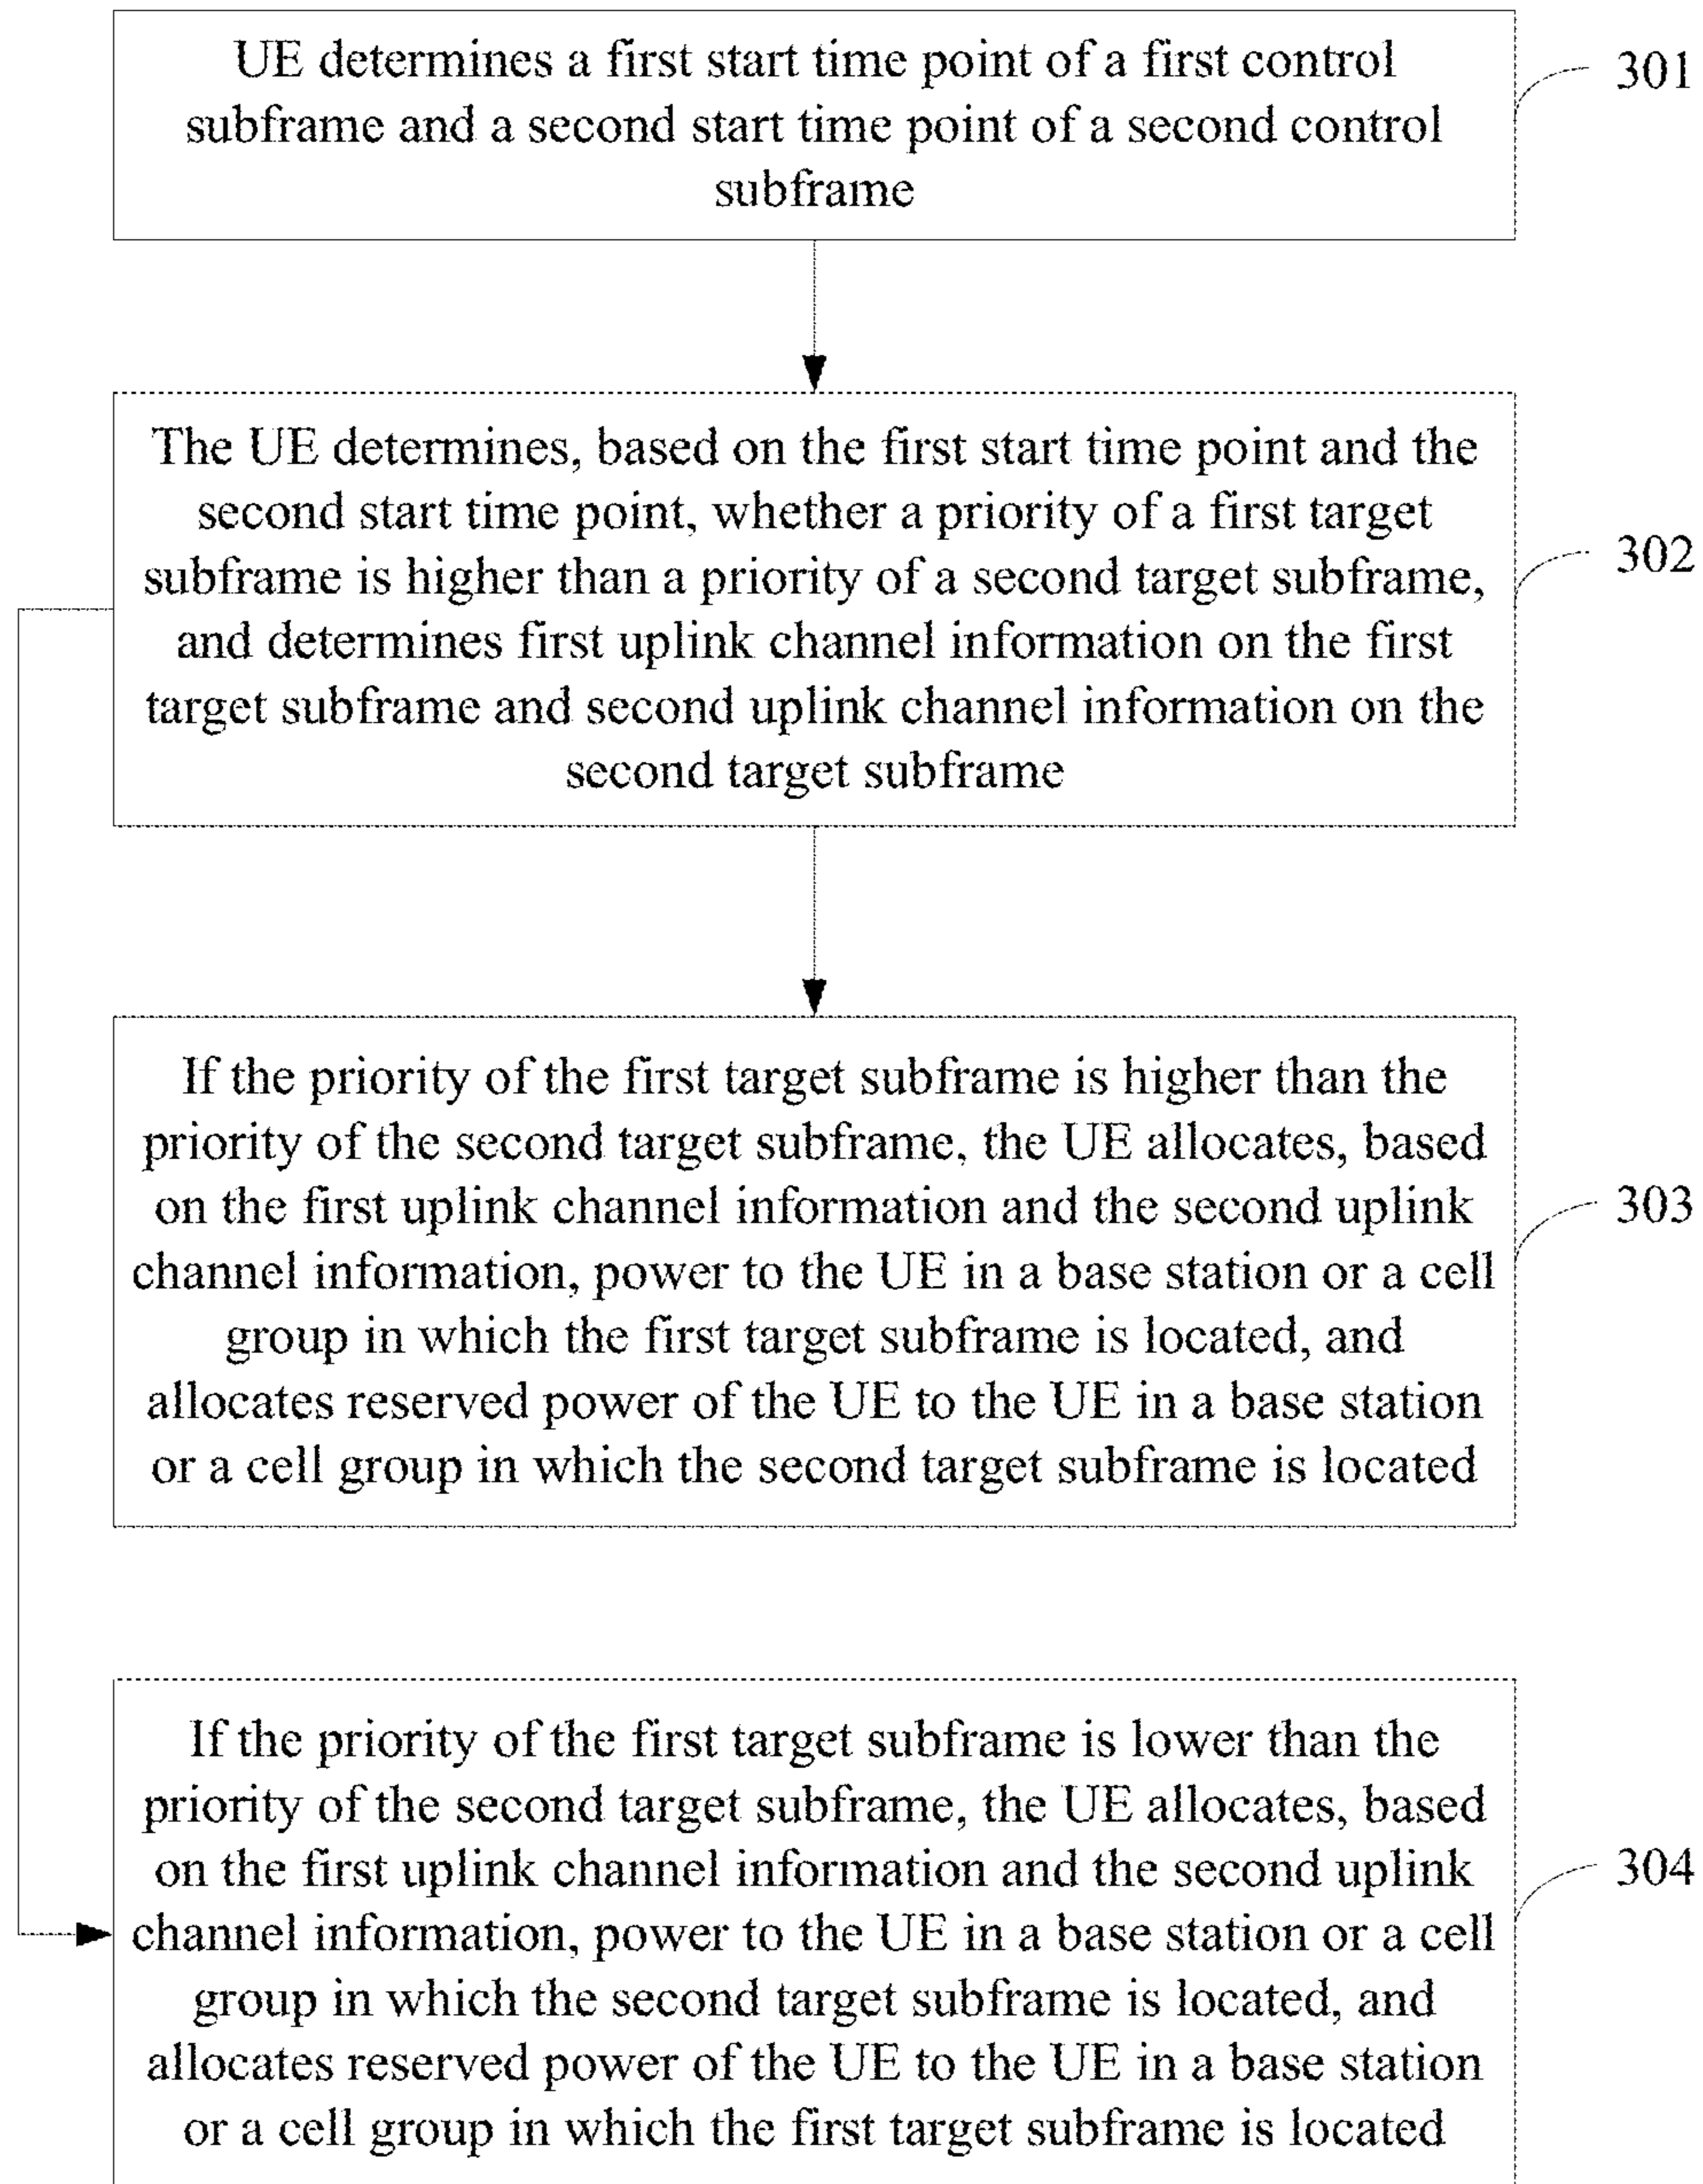 UE determines a first start time point of a first control
subframe and a second start time point of a second control
subframe
301
The UE determines, based on the first start time point and the
second start time point, whether a priority of a first target
subframe is higher than a priority of a second target subframe,
and determines first uplink channel information on the first
target subframe and second uplink channel information on the
second target subframe
302
If the priority of the first target subframe is higher than the
priority of the second target subframe, the UE allocates, based
on the first uplink channel information and the second uplink
channel information, power to the UE in a base station or a cell
group in which the first target subframe is located, and
allocates reserved power of the UE to the UE in a base station
or a cell group in which the second target subframe is located
303
If the priority of the first target subframe is lower than the
priority of the second target subframe, the UE allocates, based
on the first uplink channel information and the second uplink
channel information, power to the UE in a base station or a cell
group in which the second target subframe is located, and
allocates reserved power of the UE to the UE in a base station
or a cell group in which the first target subframe is located
304